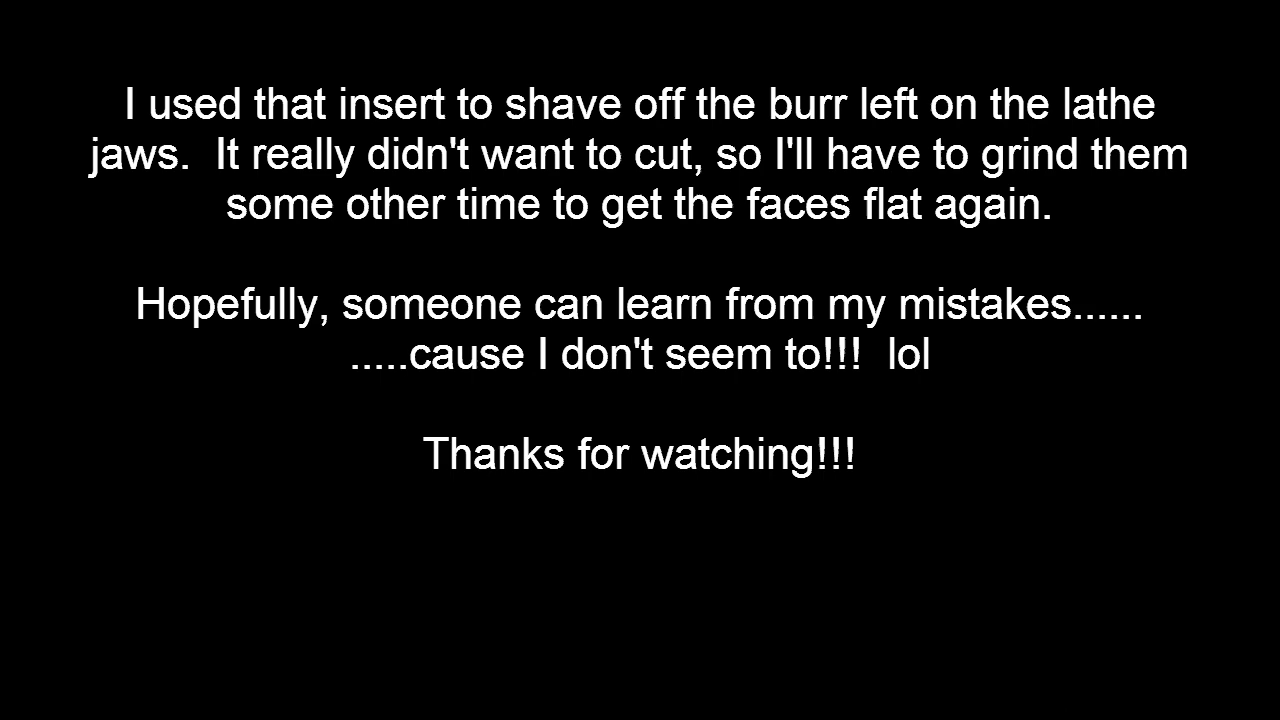 I used that insert to shave off the burr left on the lathe
jaws.  It really didn't want to cut, so I'll have to grind them
some other time to get the faces flat again.
Hopefully, someone can learn from my mistakes......
.....cause I don't seem to!!!  lol
Thanks for watching!!!